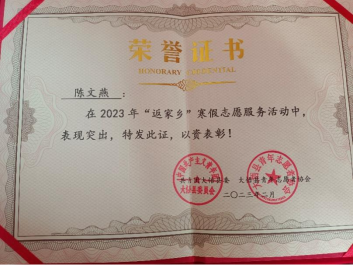 荣誉证书
HONORARY CREDENTIAL
陈文燕：
在2023年“返家乡”寒假志愿服务活动中，
表现突出，特发此证，以资表彰！
二〇二三年二月